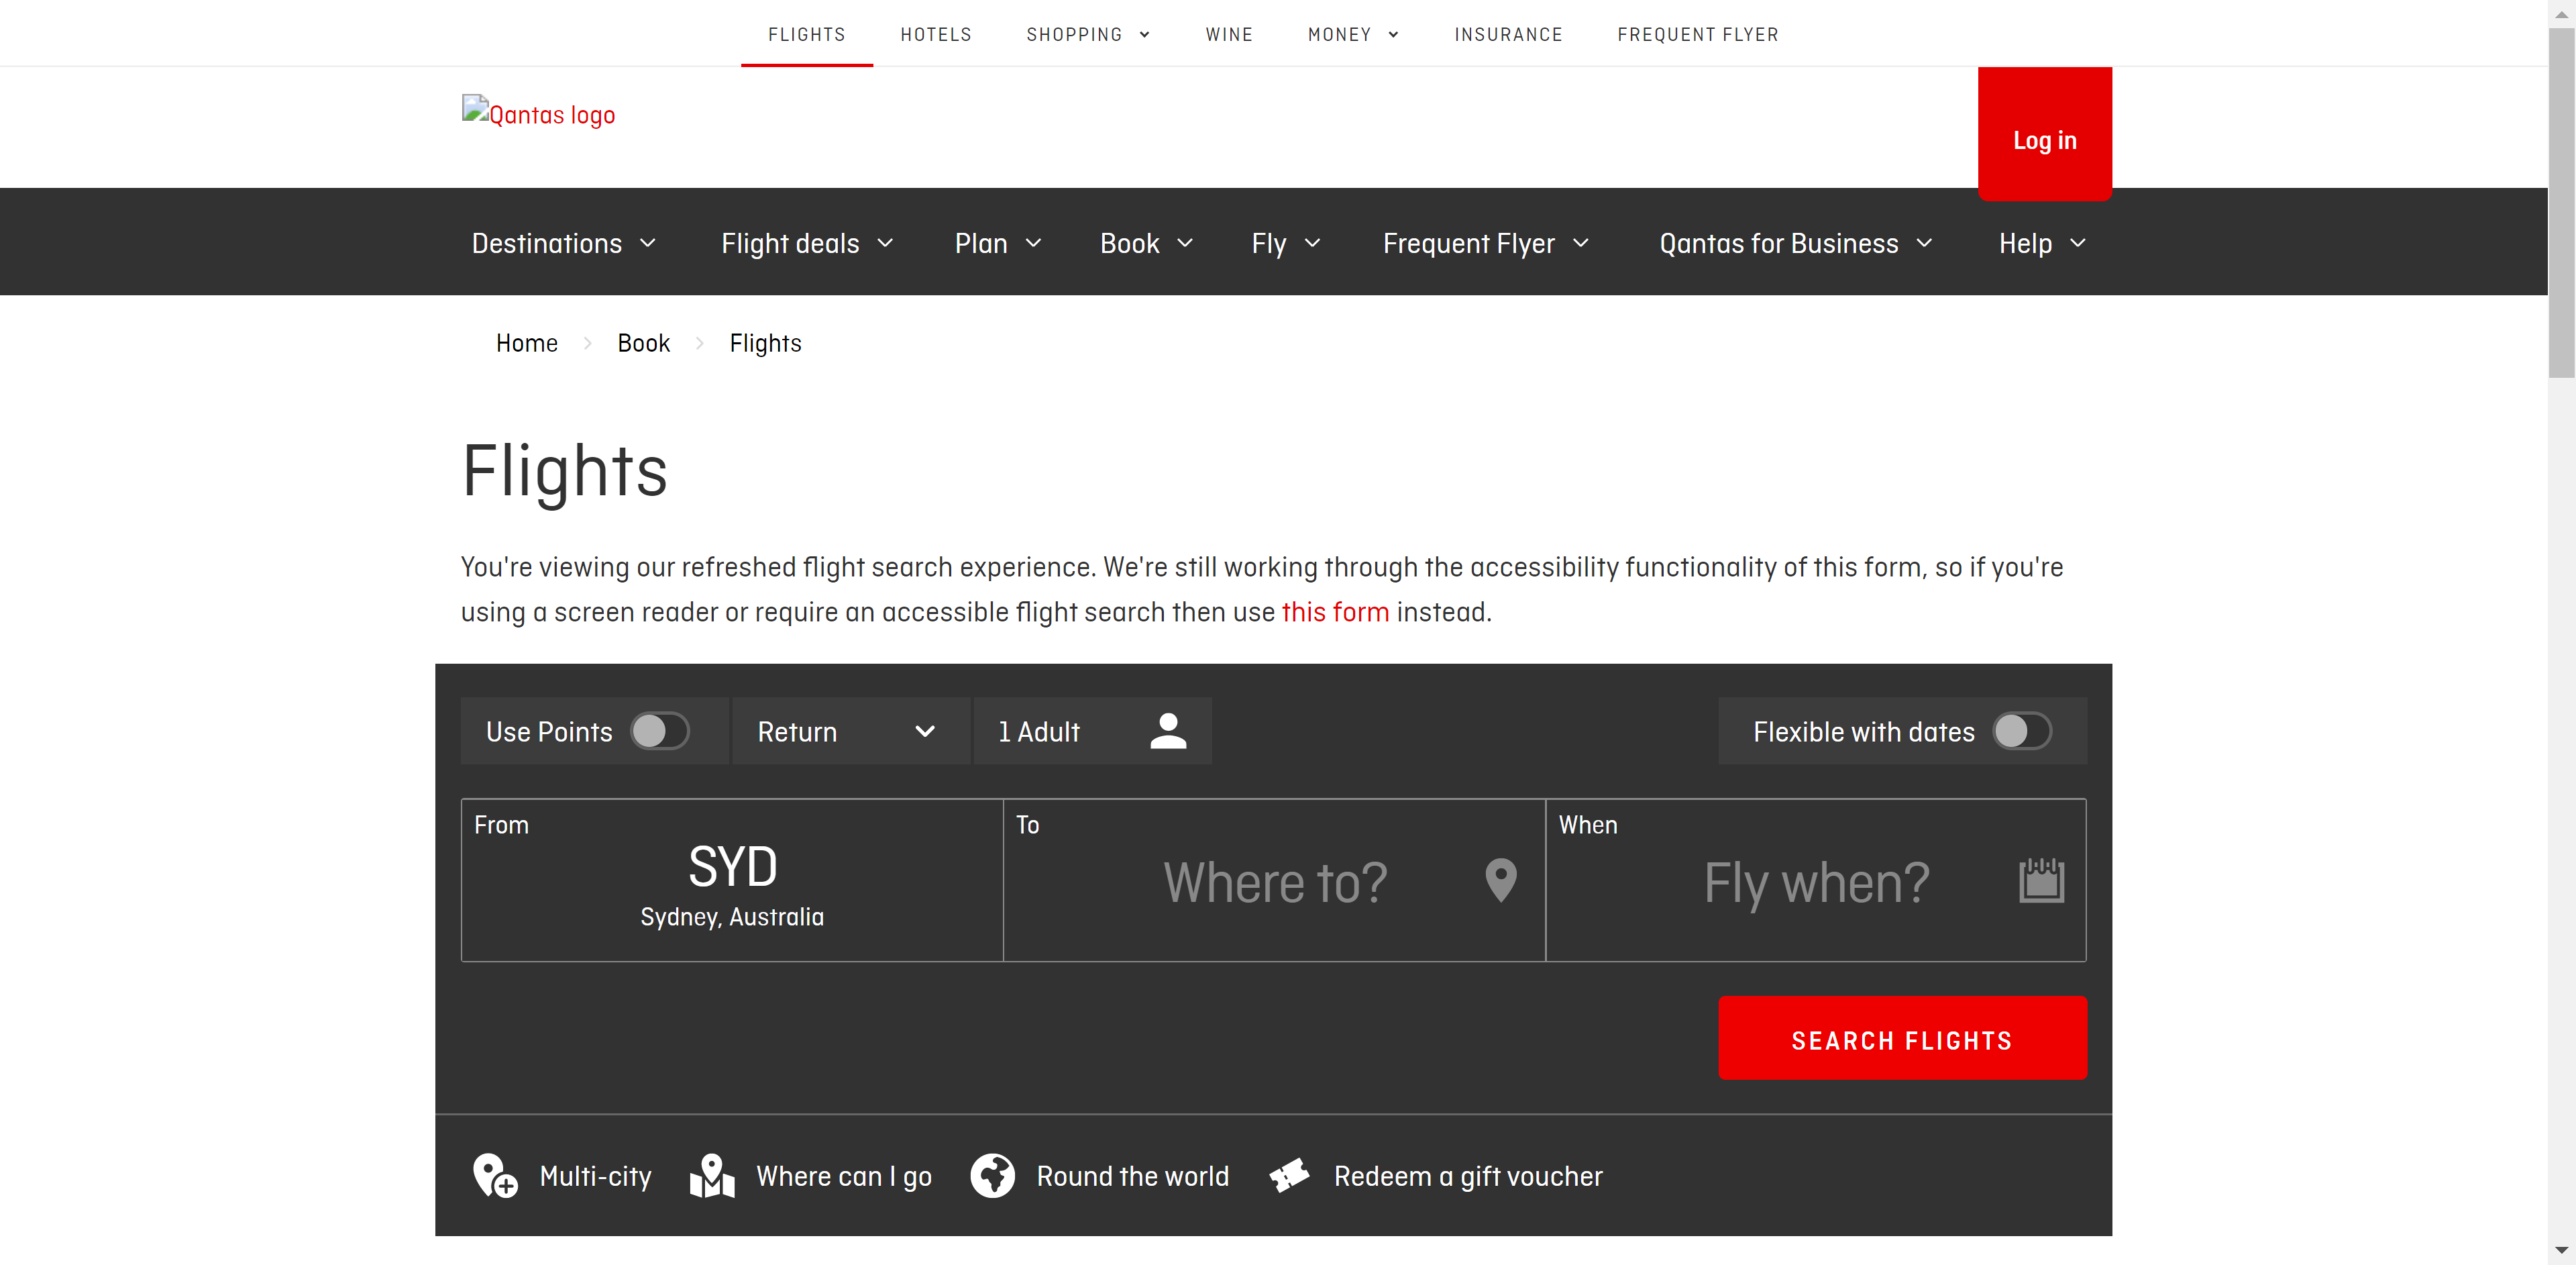 FLIGHTS HOTELS SHOPPING WINE MONEY INSURANCE FREQUENT FLYER
Qantas logo
Log in
Destinations Flight deals Plan Book Fly Frequent Flyer Qantas for Business Help
Home Book Flights
Flights
You're viewing our refreshed flight search experience. We're still working through the accessibility functionality of this form, so if you're
using a screen reader or require an accessible flight search then use this form instead.
Use Points Return 1 Adult Flexible with dates
From To When
SYD Where to? Fly when?
Sydney, Australia
SEARCH FLIGHTS
Multi-city Where can I go Round the world Redeem a gift voucher